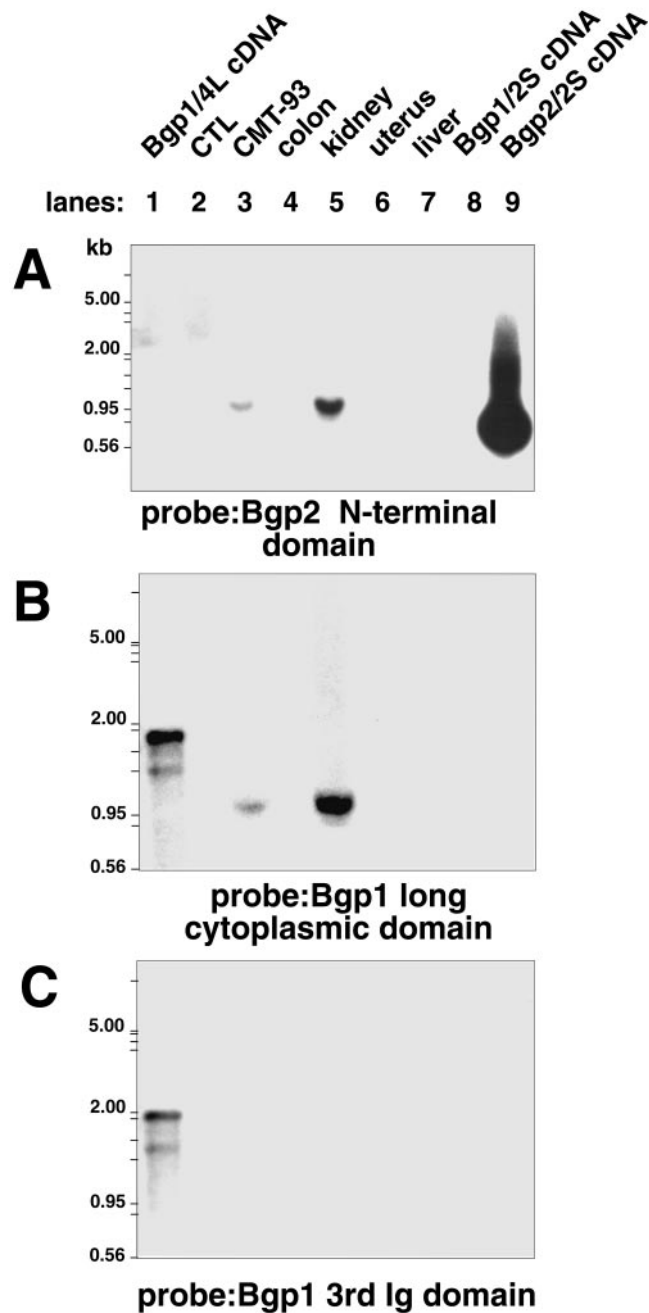 Bgp1/4L cDNA
CTL
CMT-93
colon
kidney
uterus
liver
Bgp1/2S cDNA
Bgp2/2S cDNA
lanes: 1 2 3 4 5 6 7 8 9
A
kb
5.00
2.00
0.95
0.56
probe:Bgp2 N-terminal
domain
B
5.00
2.00
0.95
0.56
probe:Bgp1 long
cytoplasmic domain
C
5.00
2.00
0.95
0.56
probe:Bgp1 3rd Ig domain